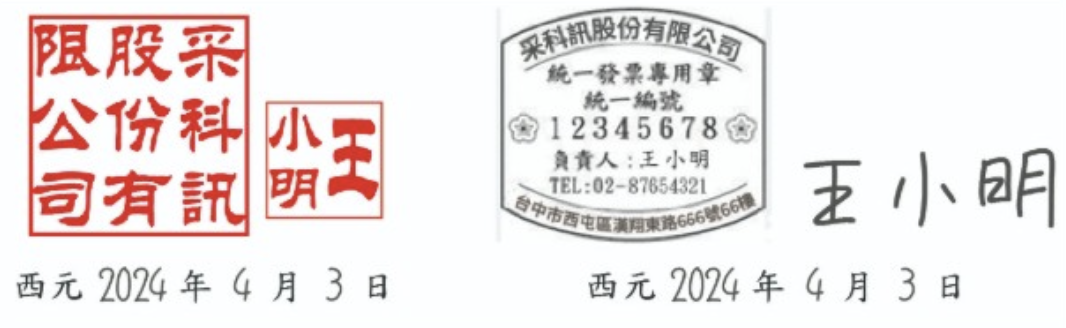 采科訊
股份有
限公司
王
小明
西元 2024 年 4 月 3 日
采科訊股份有限公司
統一發票專用章
統一編號
12345678
負責人:王小明
TEL:02-87654321
台中市西屯區漢翔東路666號66樓
王小明
西元 2024 年 4 月 3 日